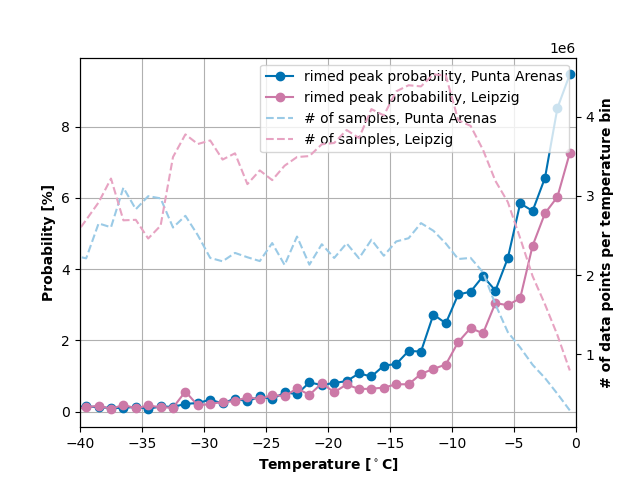 1e6
rimed peak probability, Punta Arenas
rimed peak probability, Leipzig
# of samples, Punta Arenas
# of samples, Leipzig
8
6
4
2
0
4
3
2
1
Probability [%]
# of data points per temperature bin
−40 −35 −30 −25 −20 −15 −10 −5 0
Temperature [°C]